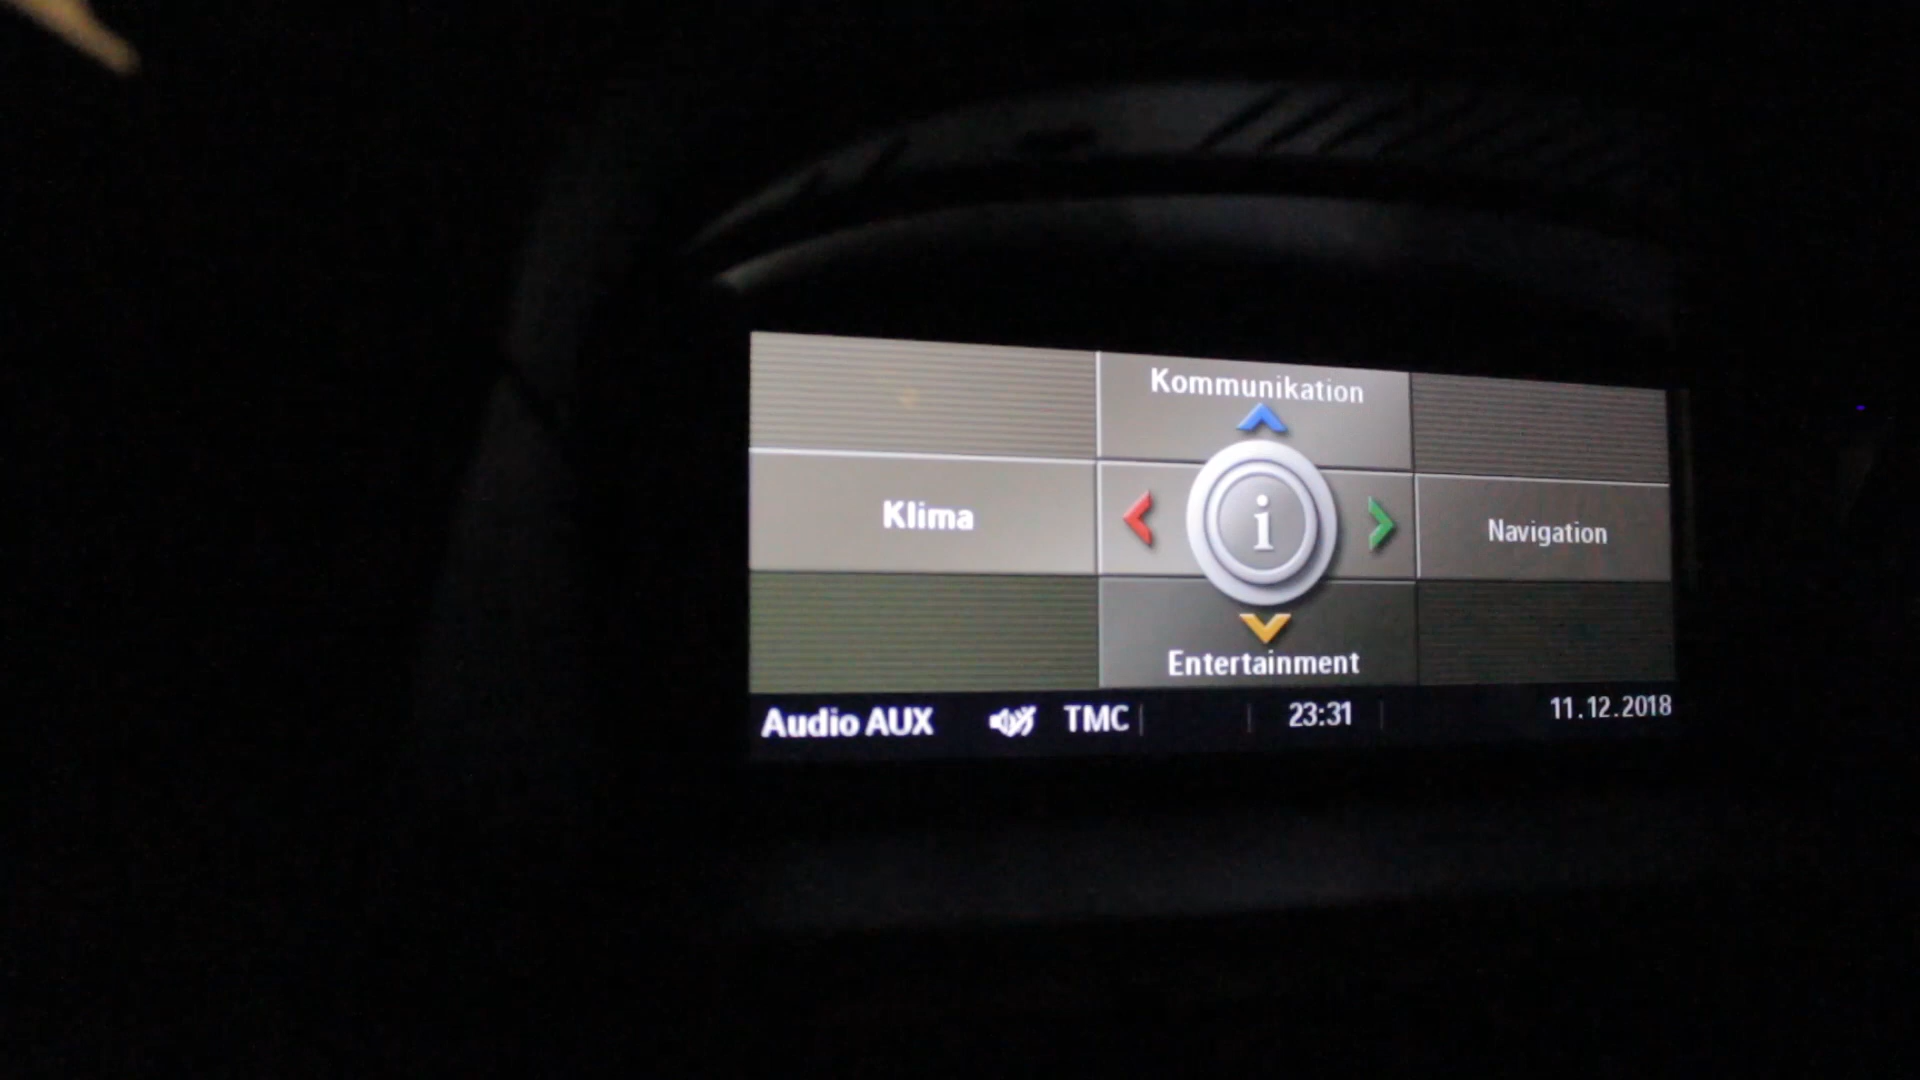 Kommunikation
Klima
i
Navigation
Entertainment
Audio AUX TMC 23:31 11.12.2018